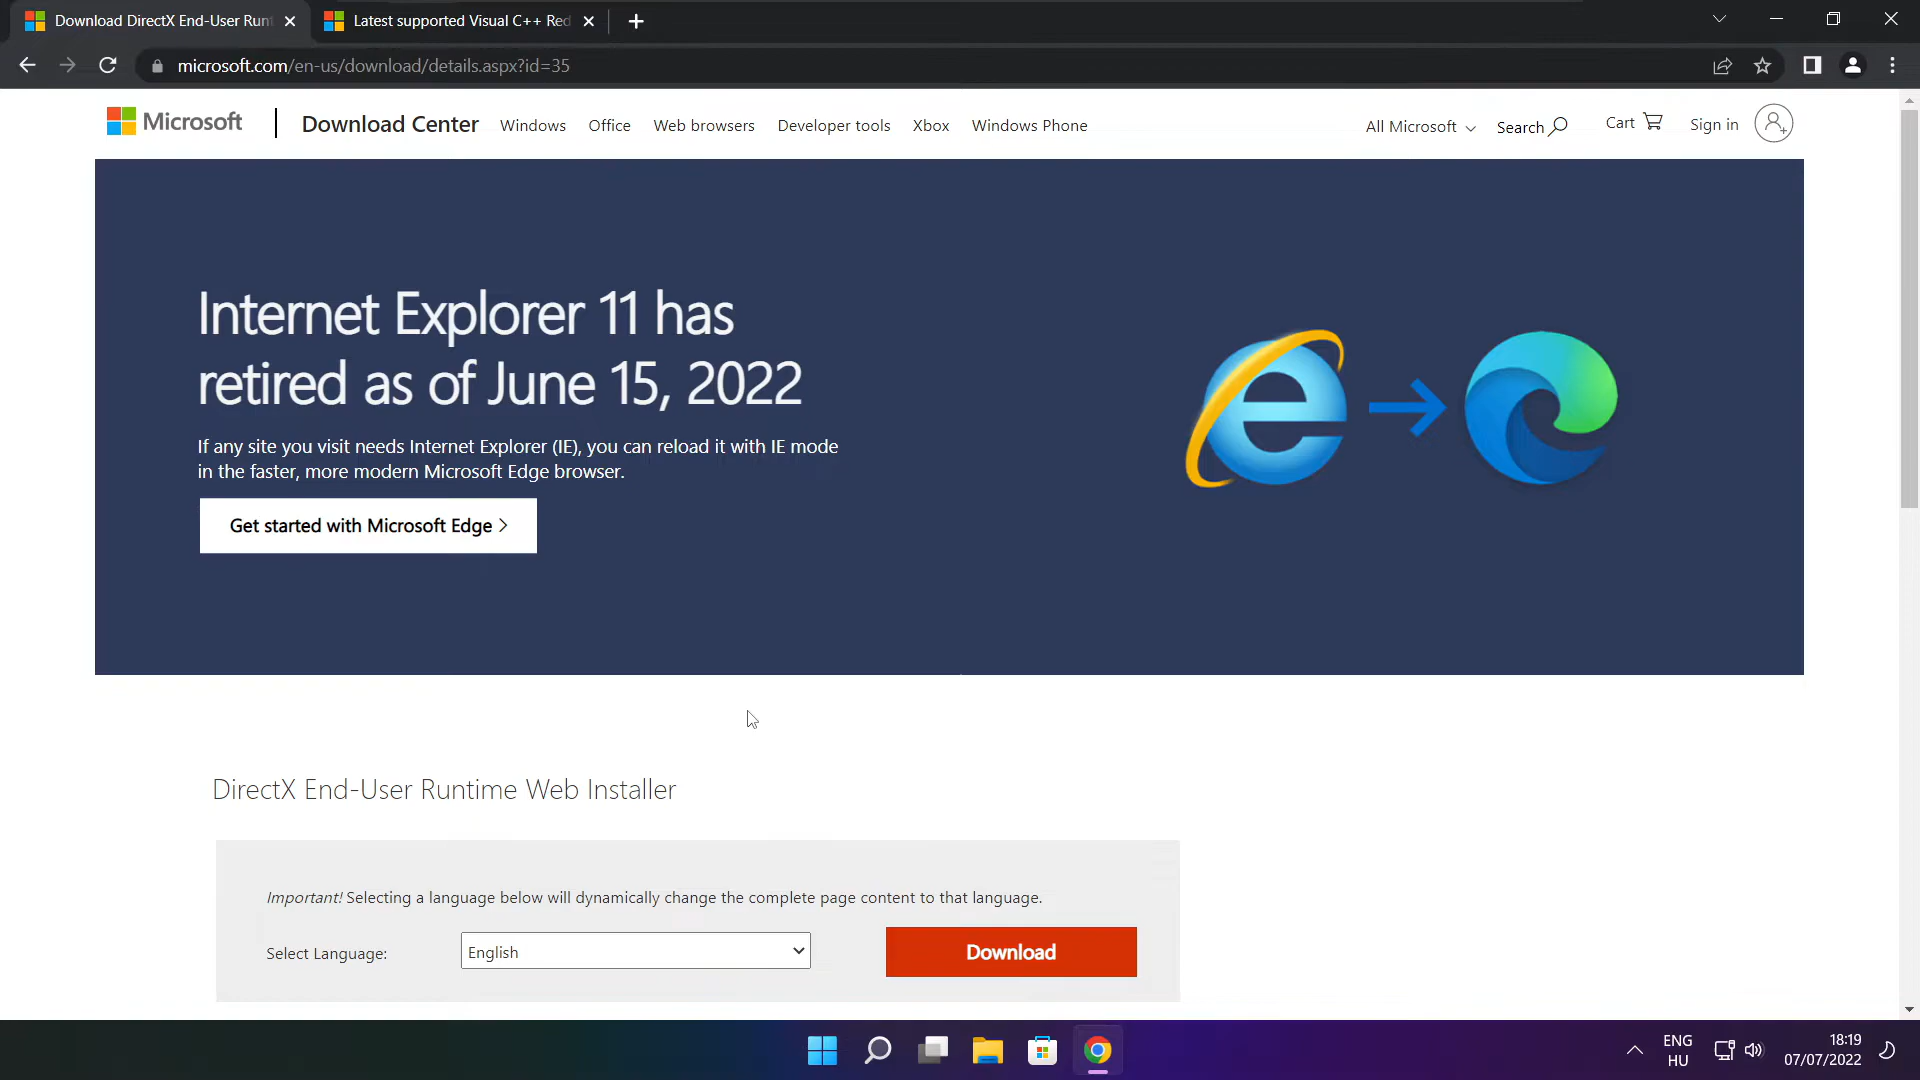 Download DirectX End-User Runt
Latest supported Visual C++ Red
microsoft.com/en-us/download/details.aspx?id=35
Microsoft
Download Center
Windows
Office
Web browsers
Developer tools
Xbox
Windows Phone
All Microsoft
Search
Cart
Sign in
Internet Explorer 11 has
retired as of June 15, 2022
If any site you visit needs Internet Explorer (IE), you can reload it with IE mode
in the faster, more modern Microsoft Edge browser.
Get started with Microsoft Edge >
DirectX End-User Runtime Web Installer
Important! Selecting a language below will dynamically change the complete page content to that language.
Select Language:
English
Download
ENG
HU
18:19
07/07/2022